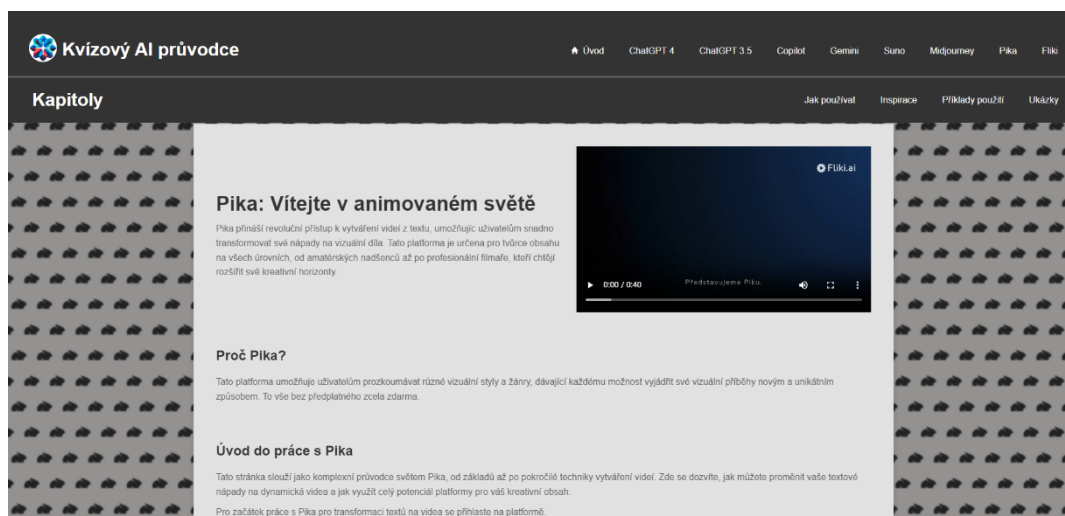 Kvízový AI průvodce
Úvod ChatGPT 4 ChatGPT 3.5 Copilot Gemini Suno Midjourney Pika Fliki
Kapitoly
Jak používat Inspirace Příklady použití Ukázky
Fliki.ai
Pika: Vítejte v animovaném světě
Pika přináší revoluční přístup k vytváření videí z textu, umožňujíc uživatelům snadno
transformovat své nápady na vizuální díla. Tato platforma je určena pro tvůrce obsahu
na všech úrovních, od amatérských nadšenců až po profesionální filmaře, kteří chtějí
rozšířit své kreativní horizonty.
0:00 / 0:40
Představujeme Piku.
Proč Pika?
Tato platforma umožňuje uživatelům prozkoumávat různé vizuální styly a žánry, dávající každému možnost vyjádřit své vizuální příběhy novým a unikátním
způsobem. To vše bez předplatného zcela zdarma.
Úvod do práce s Pika
Tato stránka slouží jako komplexní průvodce světem Pika, od základů až po pokročilé techniky vytváření videí. Zde se dozvíte, jak můžete proměnit vaše textové
nápady na dynamická videa a jak využít celý potenciál platformy pro váš kreativní obsah.
Pro začátek práce s Pika pro transformaci textů na videa se přihlaste na platformě.